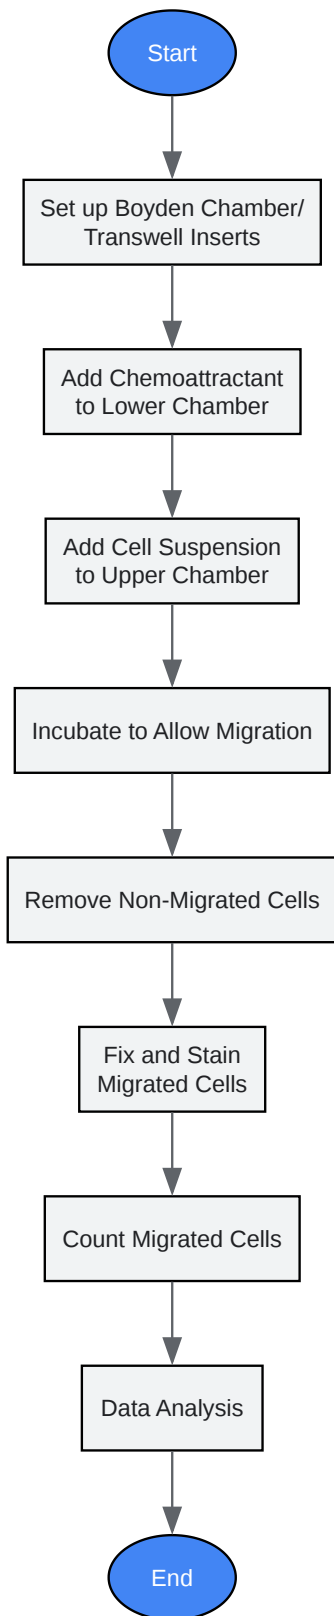 Start
Set up Boyden Chamber/
Transwell Inserts
Add Chemoattractant
to Lower Chamber
Add Cell Suspension
to Upper Chamber
Incubate to Allow Migration
Remove Non-Migrated Cells
Fix and Stain
Migrated Cells
Count Migrated Cells
Data Analysis
End